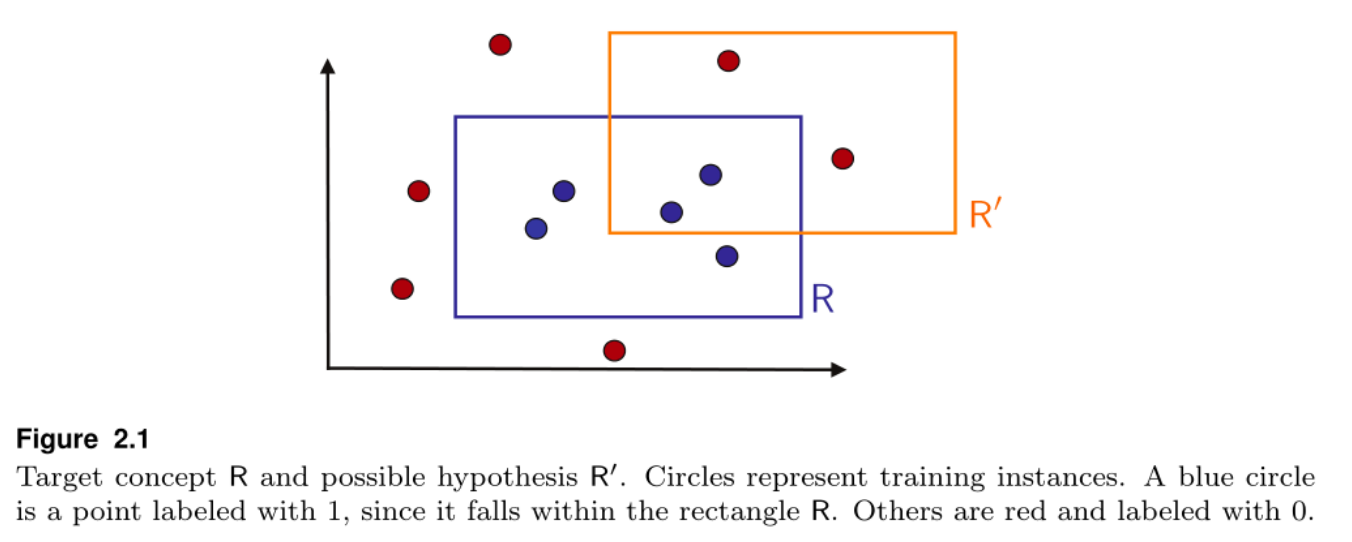 R′
R
Figure 2.1
Target concept R and possible hypothesis R′. Circles represent training instances. A blue circle
is a point labeled with 1, since it falls within the rectangle R. Others are red and labeled with 0.